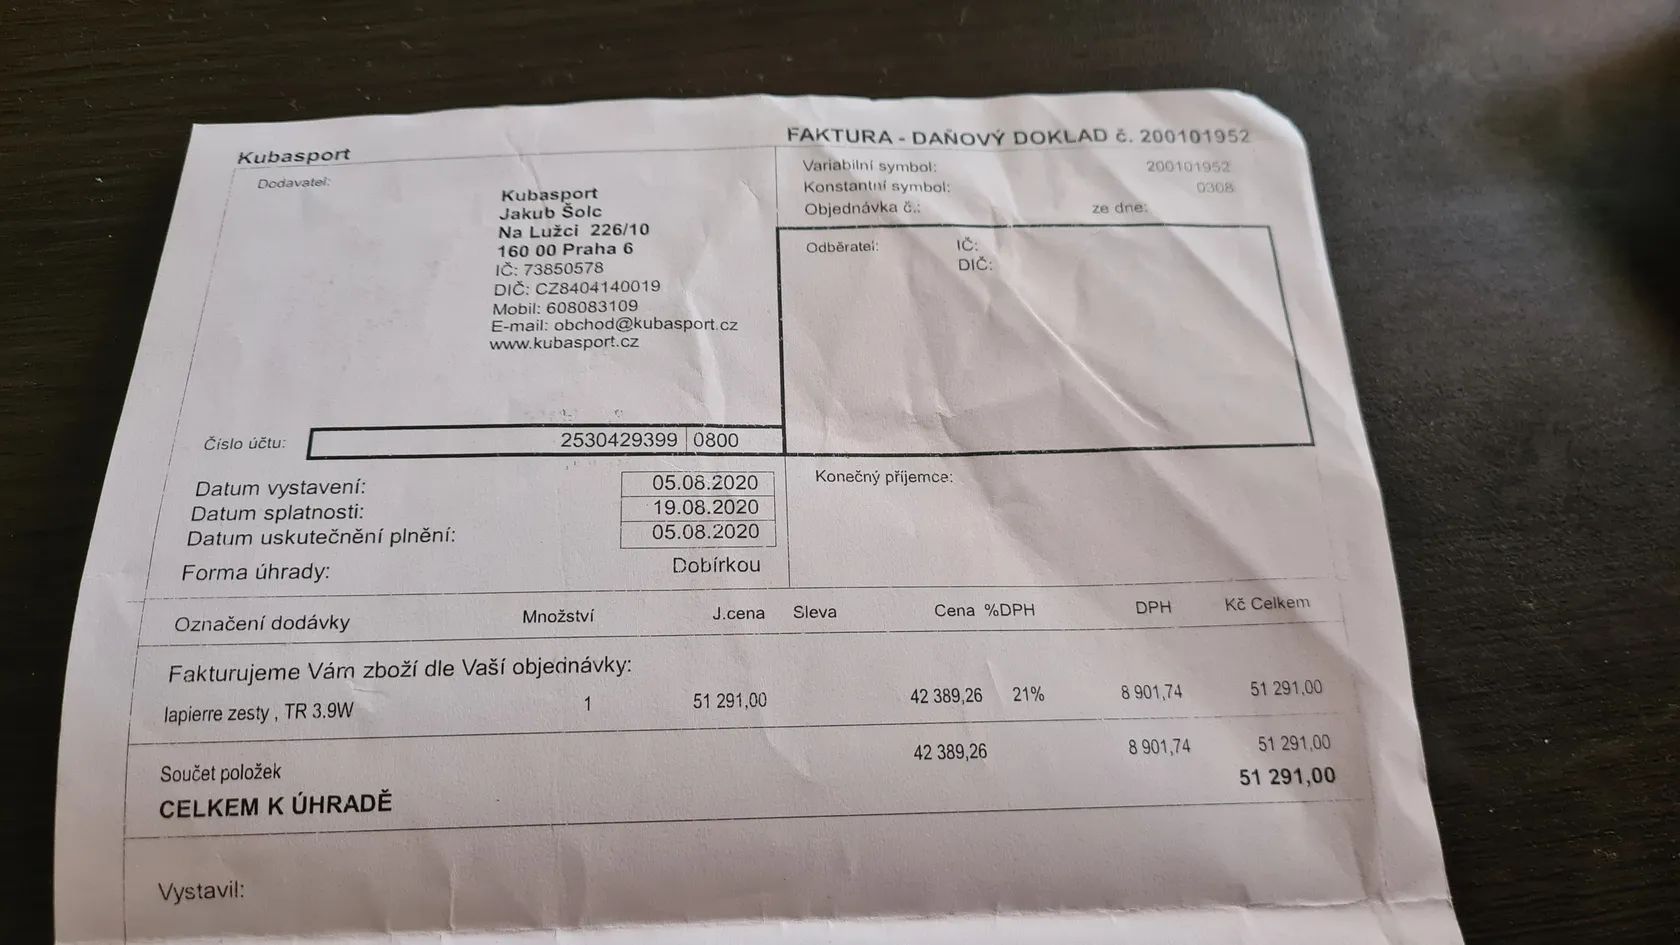 Kubasport
FAKTURA - DAŇOVÝ DOKLAD č. 200101952
Dodavatel:
Kubasport
Jakub Šolc
Na Lužci 226/10
160 00 Praha 6
IČ: 73850578
DIČ: CZ8404140019
Mobil: 608083109
E-mail: obchod@kubasport.cz
www.kubasport.cz
Variabilní symbol: 200101952
Konstantní symbol: 0308
Objednávka č.: ze dne:
Odběratel: IČ:
DIČ:
Číslo účtu: 2530429399 0800
Datum vystavení: 05.08.2020
Datum splatnosti: 19.08.2020
Datum uskutečnění plnění: 05.08.2020
Forma úhrady: Dobírkou
Konečný příjemce:
Označení dodávky Množství J.cena Sleva Cena %DPH DPH Kč Celkem
Fakturujeme Vám zboží dle Vaší objednávky:
lapierre zesty , TR 3.9W 1 51 291,00 42 389,26 21% 8 901,74 51 291,00
Součet položek 42 389,26 8 901,74 51 291,00
CELKEM K ÚHRADĚ 51 291,00
Vystavil: